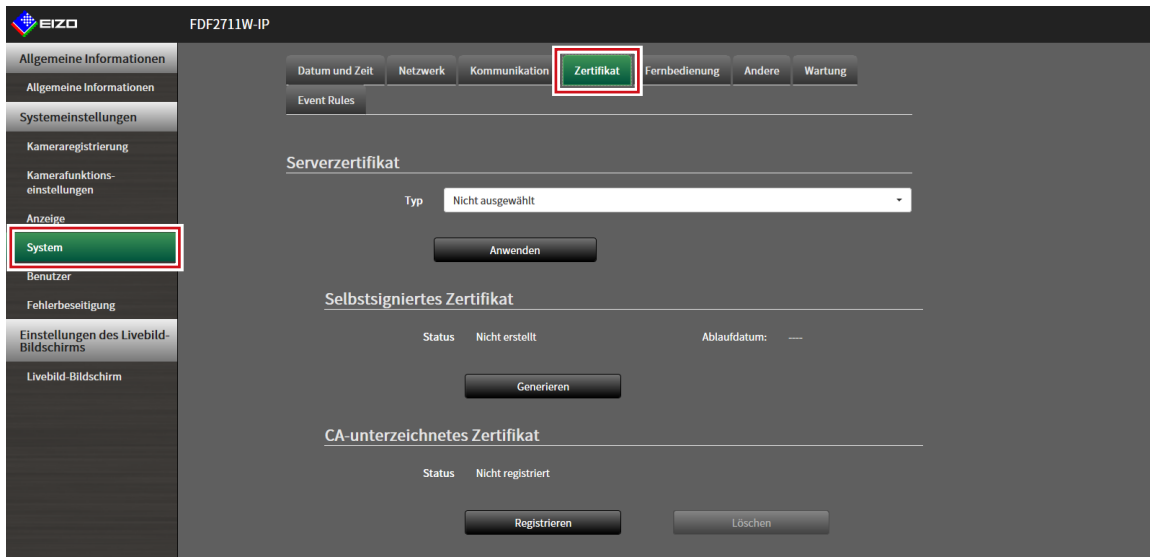 EIZO
FDF2711W-IP
Allgemeine Informationen
Allgemeine Informationen
Systemeinstellungen
Kameraregistrierung
Kamerafunktions-
einstellungen
Anzeige
System
Benutzer
Fehlerbeseitigung
Einstellungen des Livebild-
Bildschirms
Livebild-Bildschirm
Datum und Zeit Netzwerk Kommunikation Zertifikat Fernbedienung Andere Wartung
Event Rules
Serverzertifikat
Typ Nicht ausgewählt
Anwenden
Selbstsigniertes Zertifikat
Status Nicht erstellt Ablaufdatum: ----
Generieren
CA-unterzeichnetes Zertifikat
Status Nicht registriert
Registrieren Löschen